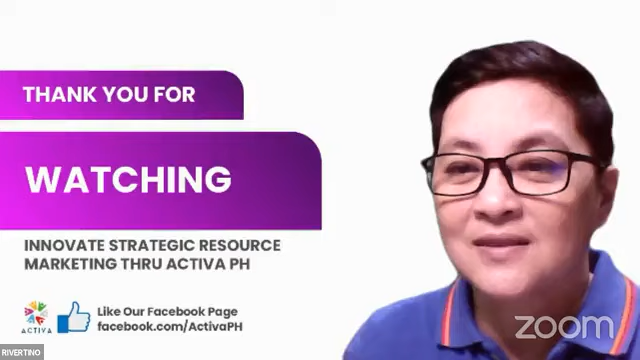 THANK YOU FOR
WATCHING
INNOVATE STRATEGIC RESOURCE
MARKETING THRU ACTIVA PH
ACTIVA
Like Our Facebook Page
facebook.com/ActivaPH
zoom
RIVERTINO